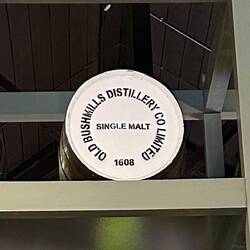 OLD BUSHMILLS DISTILLERY CO LIMITED
SINGLE MALT
1608